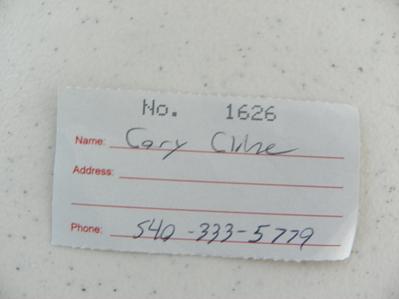 No. 1626
Name: Cary Cline
Address:
Phone: 540-333-5779